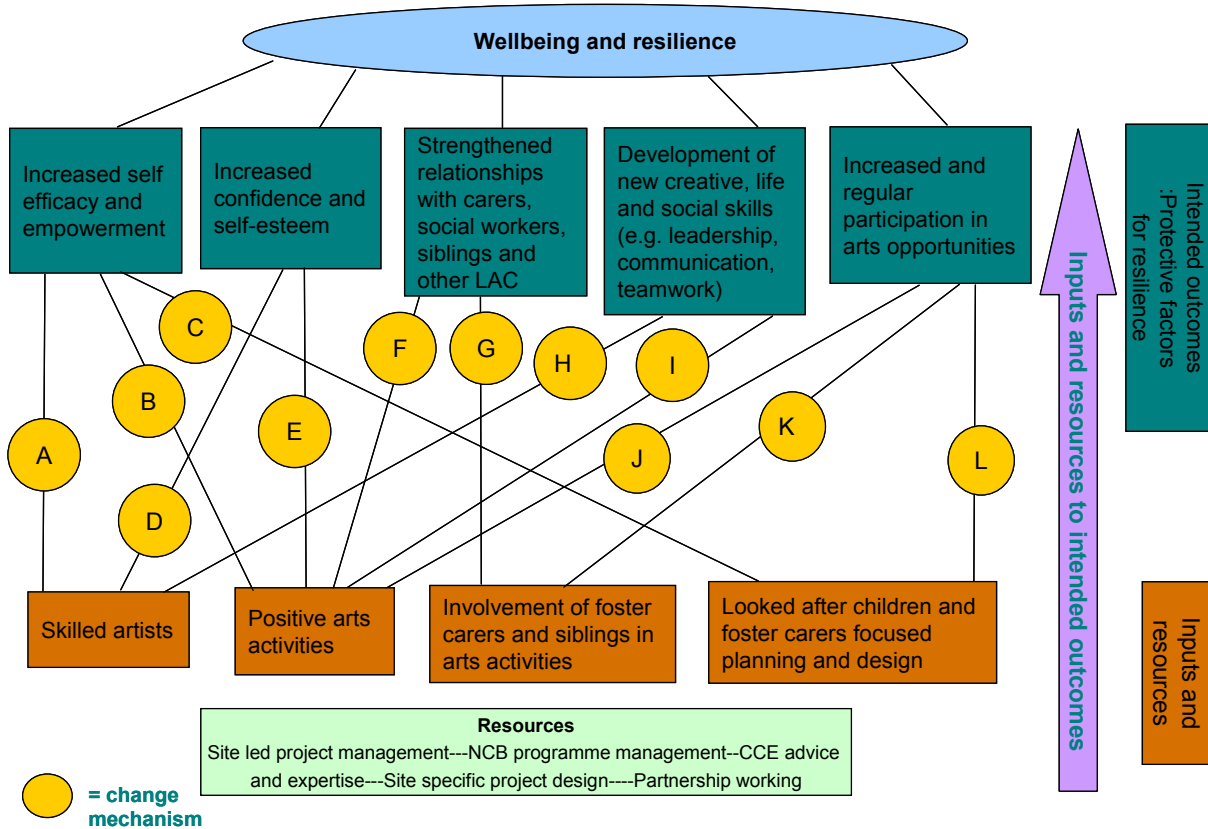 Wellbeing and resilience
Increased self
efficacy and
empowerment
Increased
confidence and
self-esteem
Strengthened
relationships
with carers,
social workers,
siblings and
other LAC
Development of
new creative, life
and social skills
(e.g. leadership,
communication,
teamwork)
Increased and
regular
participation in
arts opportunities
Intended outcomes
:Protective factors
for resilience
Inputs and resources to intended outcomes
A
B
C
D
E
F
G
H
I
J
K
L
Skilled artists
Positive arts
activities
Involvement of foster
carers and siblings in
arts activities
Looked after children and
foster carers focused
planning and design
Inputs and
resources
Resources
Site led project management---NCB programme management--CCE advice
and expertise---Site specific project design----Partnership working
= change
mechanism